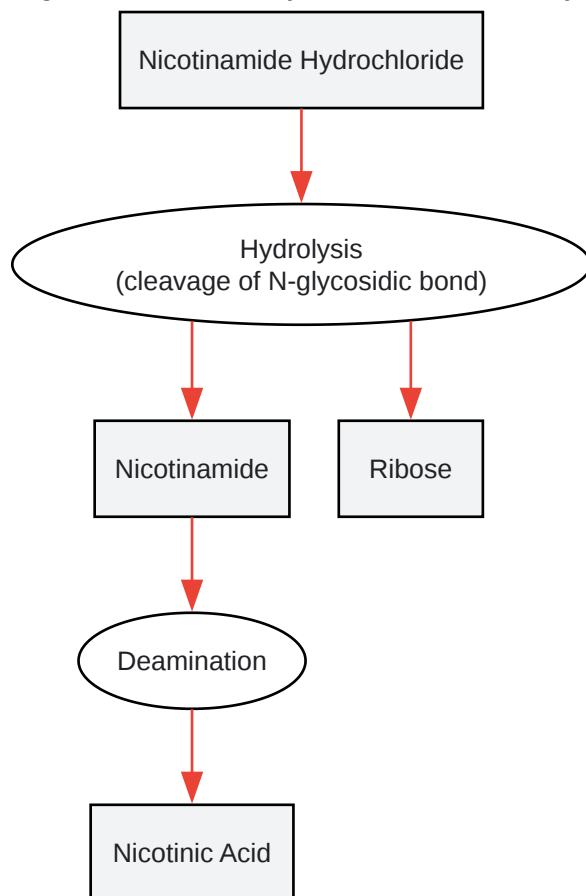 Nicotinamide Hydrochloride
Hydrolysis
(cleavage of N-glycosidic bond)
Nicotinamide
Ribose
Deamination
Nicotinic Acid